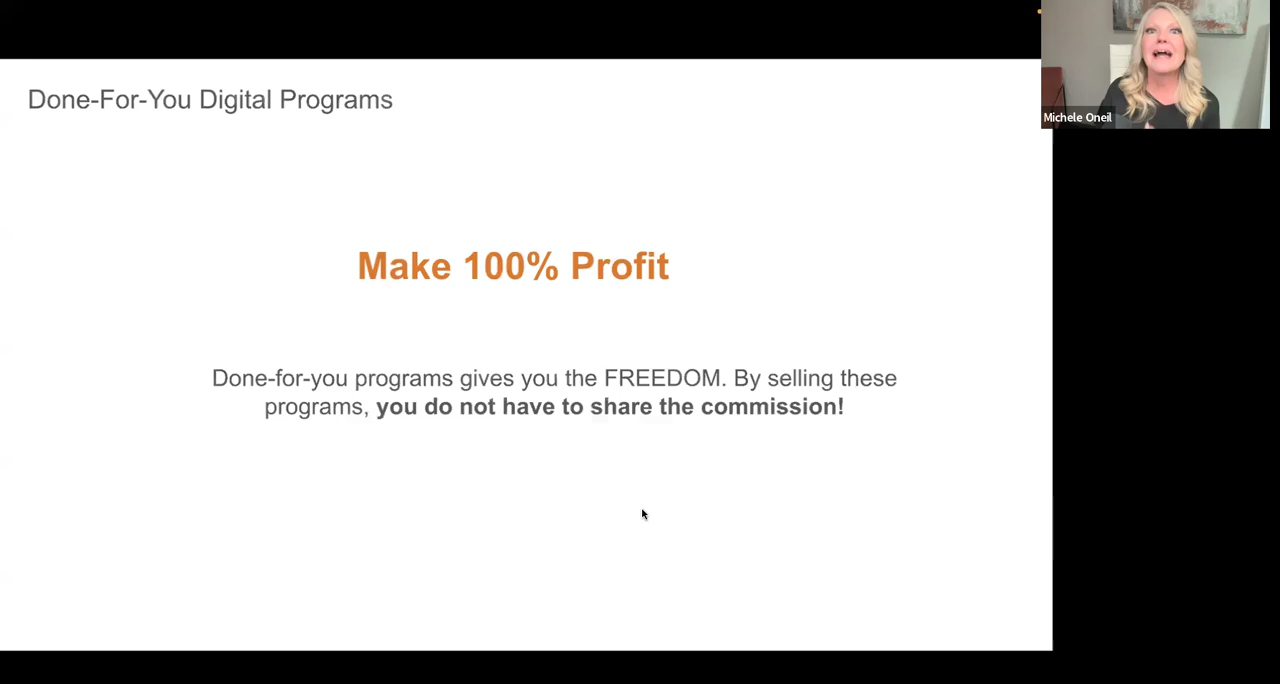 Done-For-You Digital Programs
Michele Oneil
Make 100% Profit
Done-for-you programs gives you the FREEDOM. By selling these
programs, you do not have to share the commission!